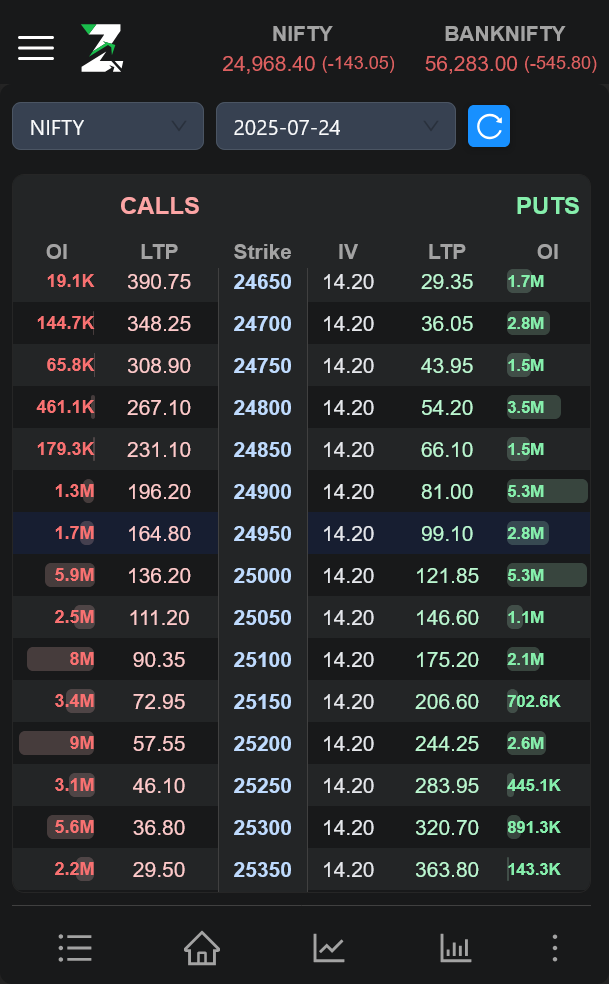 NIFTY BANKNIFTY
24,968.40 (-143.05) 56,283.00 (-545.80)
NIFTY 2025-07-24
CALLS PUTS
OI LTP Strike IV LTP OI
19.1K 390.75 24650 14.20 29.35 1.7M
144.7K 348.25 24700 14.20 36.05 2.8M
65.8K 308.90 24750 14.20 43.95 1.5M
461.1K 267.10 24800 14.20 54.20 3.5M
179.3K 231.10 24850 14.20 66.10 1.5M
1.3M 196.20 24900 14.20 81.00 5.3M
1.7M 164.80 24950 14.20 99.10 2.8M
5.9M 136.20 25000 14.20 121.85 5.3M
2.5M 111.20 25050 14.20 146.60 1.1M
8M 90.35 25100 14.20 175.20 2.1M
3.4M 72.95 25150 14.20 206.60 702.6K
9M 57.55 25200 14.20 244.25 2.6M
3.1M 46.10 25250 14.20 283.95 445.1K
5.6M 36.80 25300 14.20 320.70 891.3K
2.2M 29.50 25350 14.20 363.80 143.3K